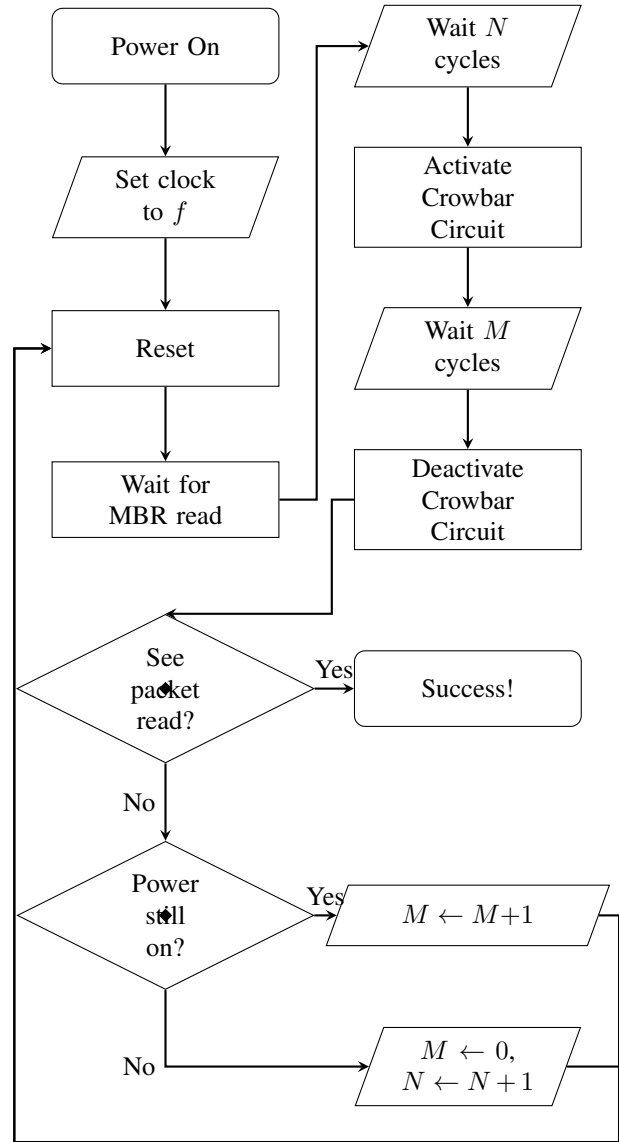 Power On
Set clock
to f
Reset
Wait for
MBR read
Wait N
cycles
Activate
Crowbar
Circuit
Wait M
cycles
Deactivate
Crowbar
Circuit
See
packet
read?
Yes
Success!
No
Power
still
on?
Yes
M ← M+1
No
M ← 0,
N ← N+1